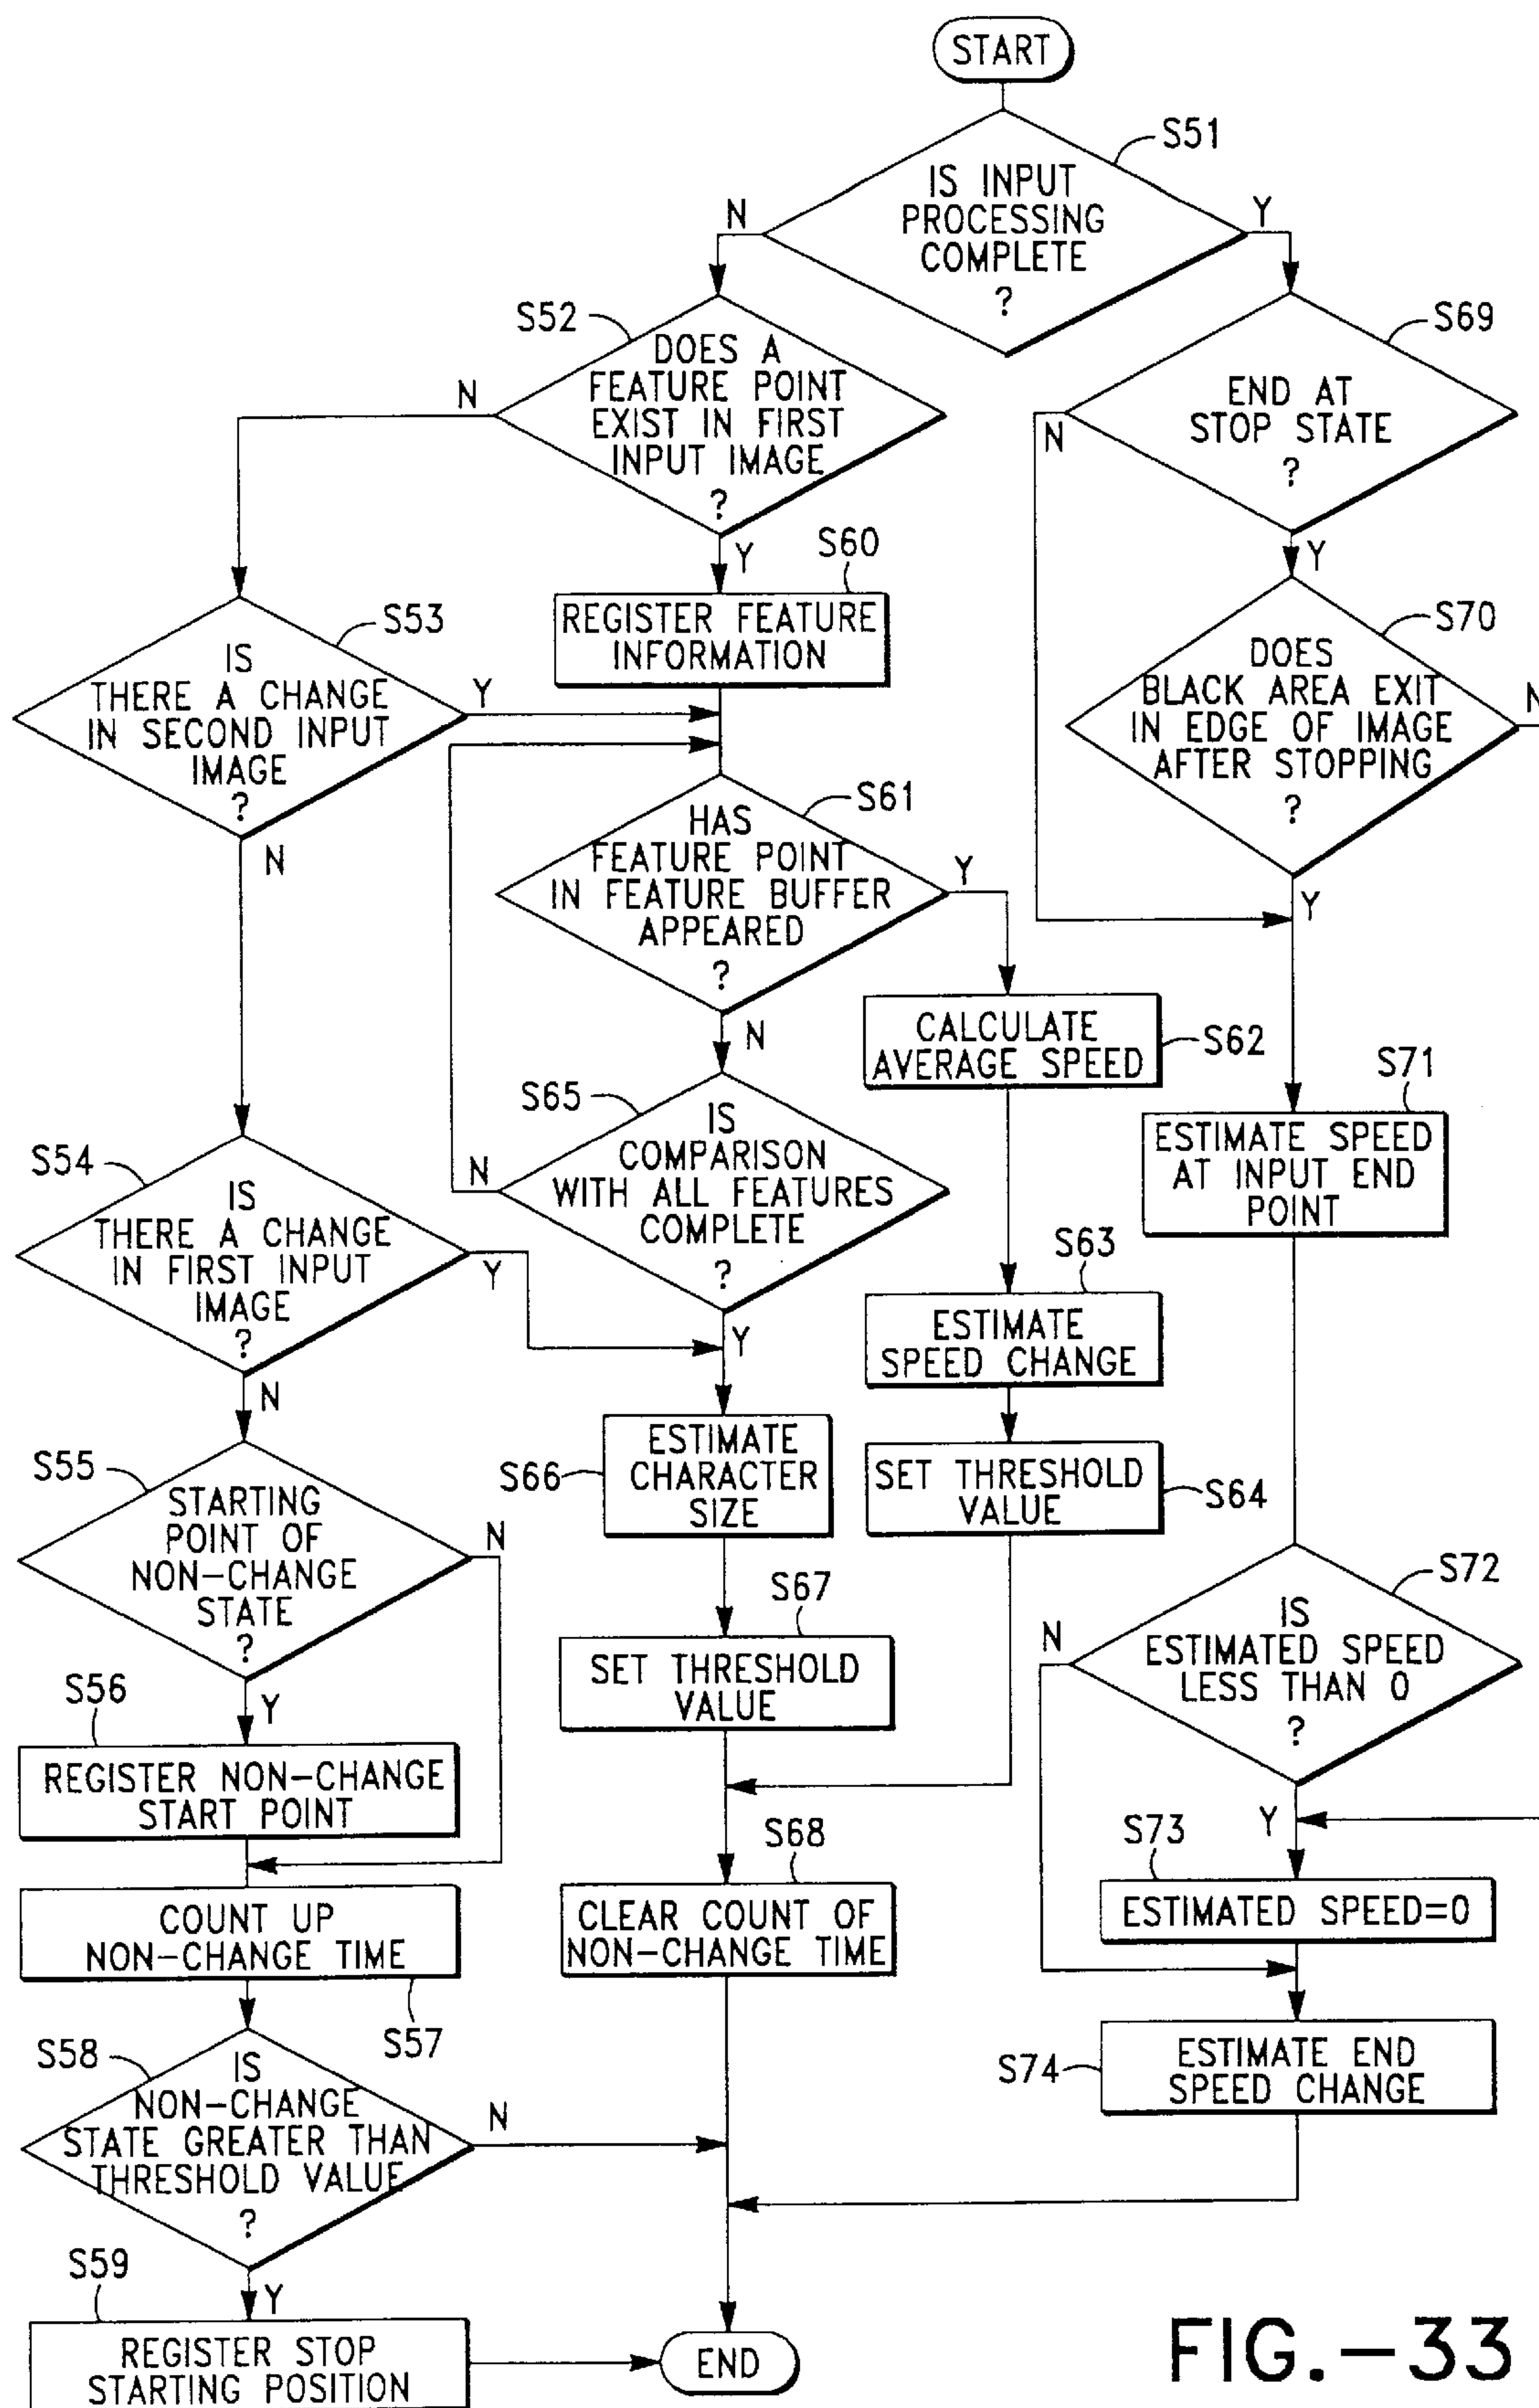 START
S51
IS INPUT
PROCESSING
COMPLETE
?
N
Y
S52
DOES A
FEATURE POINT
EXIST IN FIRST
INPUT IMAGE
?
N
Y
S69
END AT
STOP STATE
?
N
Y
S60
REGISTER FEATURE
INFORMATION
S53
IS
THERE A CHANGE
IN SECOND INPUT
IMAGE
?
Y
N
S70
DOES
BLACK AREA EXIT
IN EDGE OF IMAGE
AFTER STOPPING
?
N
Y
S61
HAS
FEATURE POINT
IN FEATURE BUFFER
APPEARED
?
Y
N
CALCULATE
AVERAGE SPEED
S62
S65
IS
COMPARISON
WITH ALL FEATURES
COMPLETE
?
N
Y
S71
ESTIMATE SPEED
AT INPUT END
POINT
S54
IS
THERE A CHANGE
IN FIRST INPUT
IMAGE
?
Y
N
S63
ESTIMATE
SPEED CHANGE
S66
ESTIMATE
CHARACTER
SIZE
SET THRESHOLD
VALUE
S64
S55
STARTING
POINT OF
NON-CHANGE
STATE
?
N
Y
S67
SET THRESHOLD
VALUE
S72
IS
ESTIMATED SPEED
LESS THAN 0
?
N
Y
S56
REGISTER NON-CHANGE
START POINT
S68
CLEAR COUNT OF
NON-CHANGE TIME
S73
ESTIMATED SPEED=0
COUNT UP
NON-CHANGE TIME
S57
S74
ESTIMATE END
SPEED CHANGE
S58
IS
NON-CHANGE
STATE GREATER THAN
THRESHOLD VALUE
?
N
Y
S59
REGISTER STOP
STARTING POSITION
END
FIG.-33